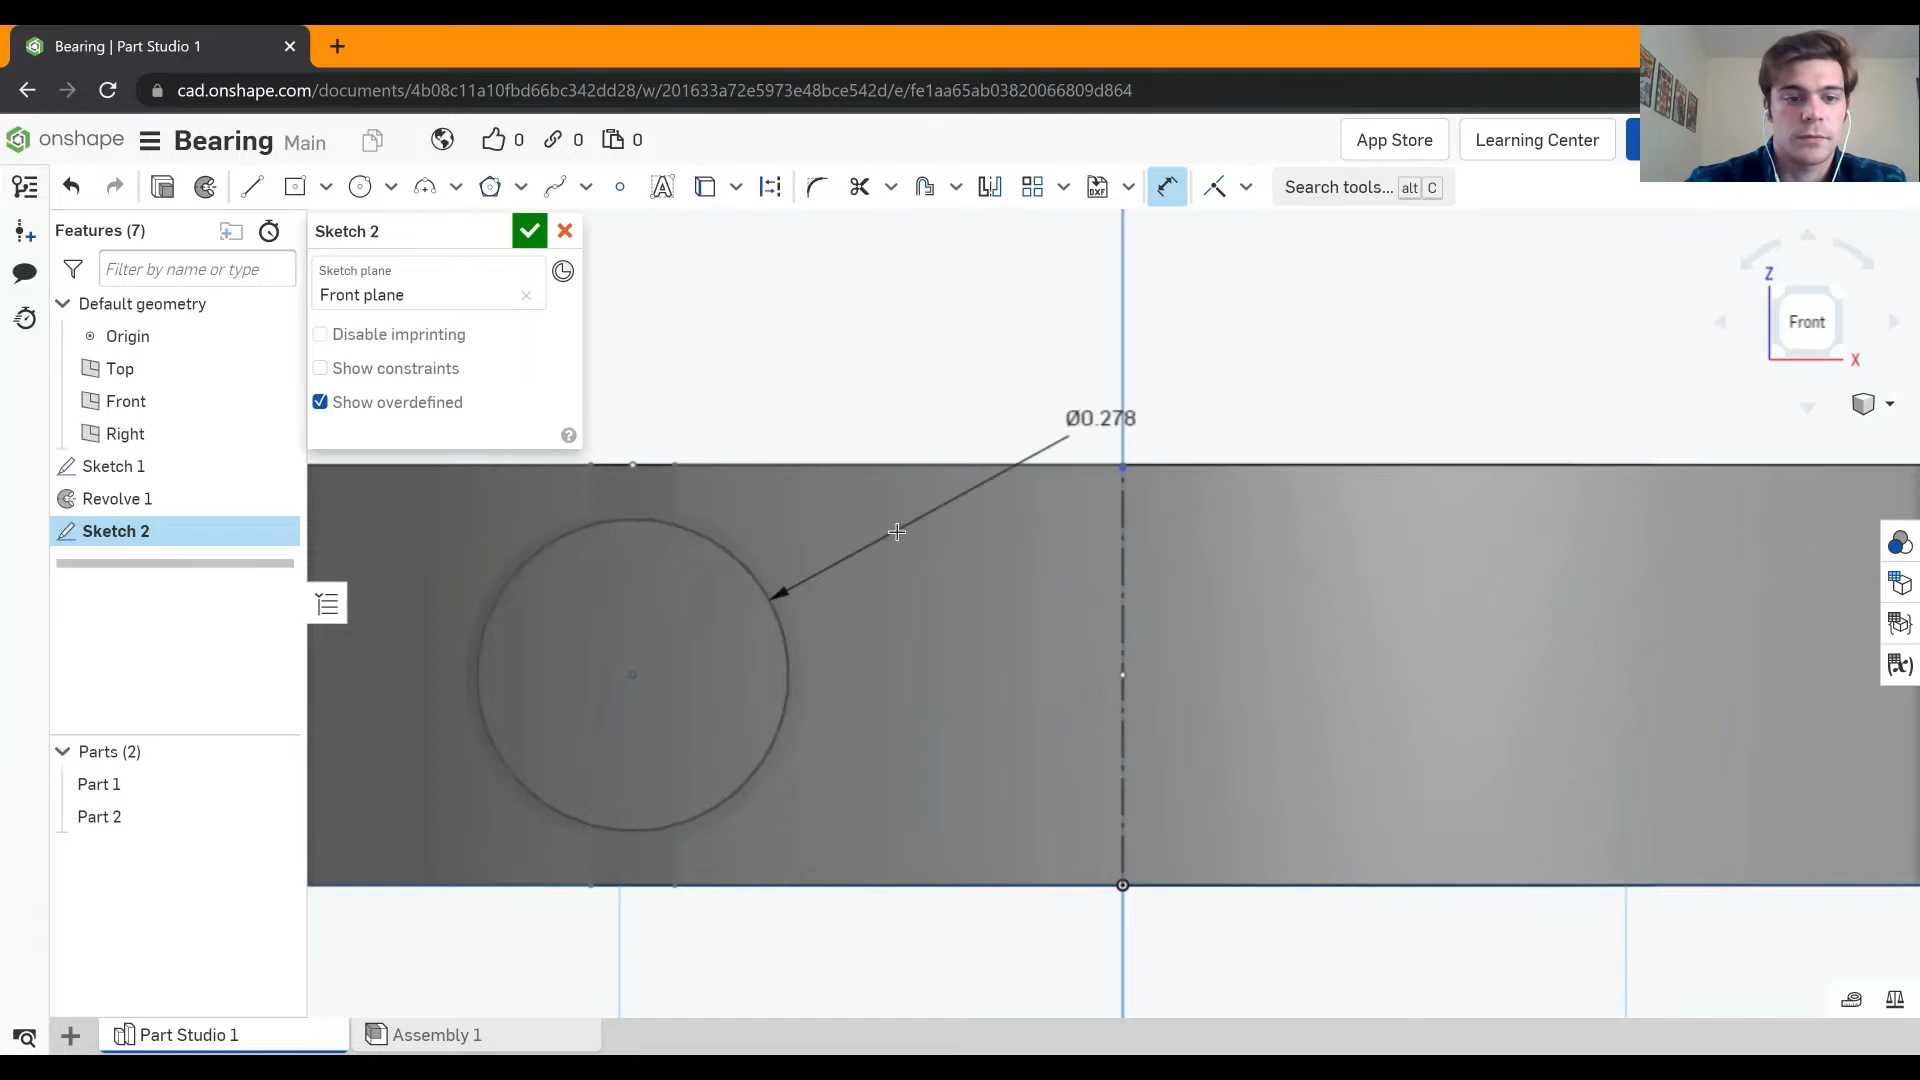 Bearing | Part Studio 1
cad.onshape.com/documents/4b08c11a10fbd66bc342dd28/w/201633a72e5973e48bce542d/e/fe1aa65ab03820066809d864
onshape Bearing Main 0 0 0 App Store Learning Center
Search tools... alt C
Features (7)
Filter by name or type
Default geometry
Origin
Top
Front
Right
Sketch 1
Revolve 1
Sketch 2
Parts (2)
Part 1
Part 2
Sketch 2
Sketch plane
Front plane
Disable imprinting
Show constraints
Show overdefined
Ø0.278
Z
Front
X
Part Studio 1 Assembly 1